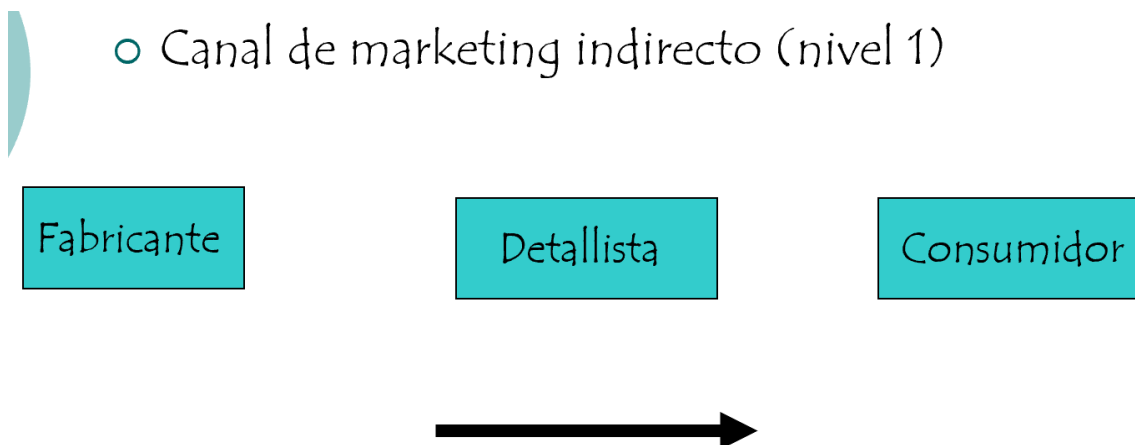 Canal de marketing indirecto (nivel 1)
Fabricante
Detallista
Consumidor